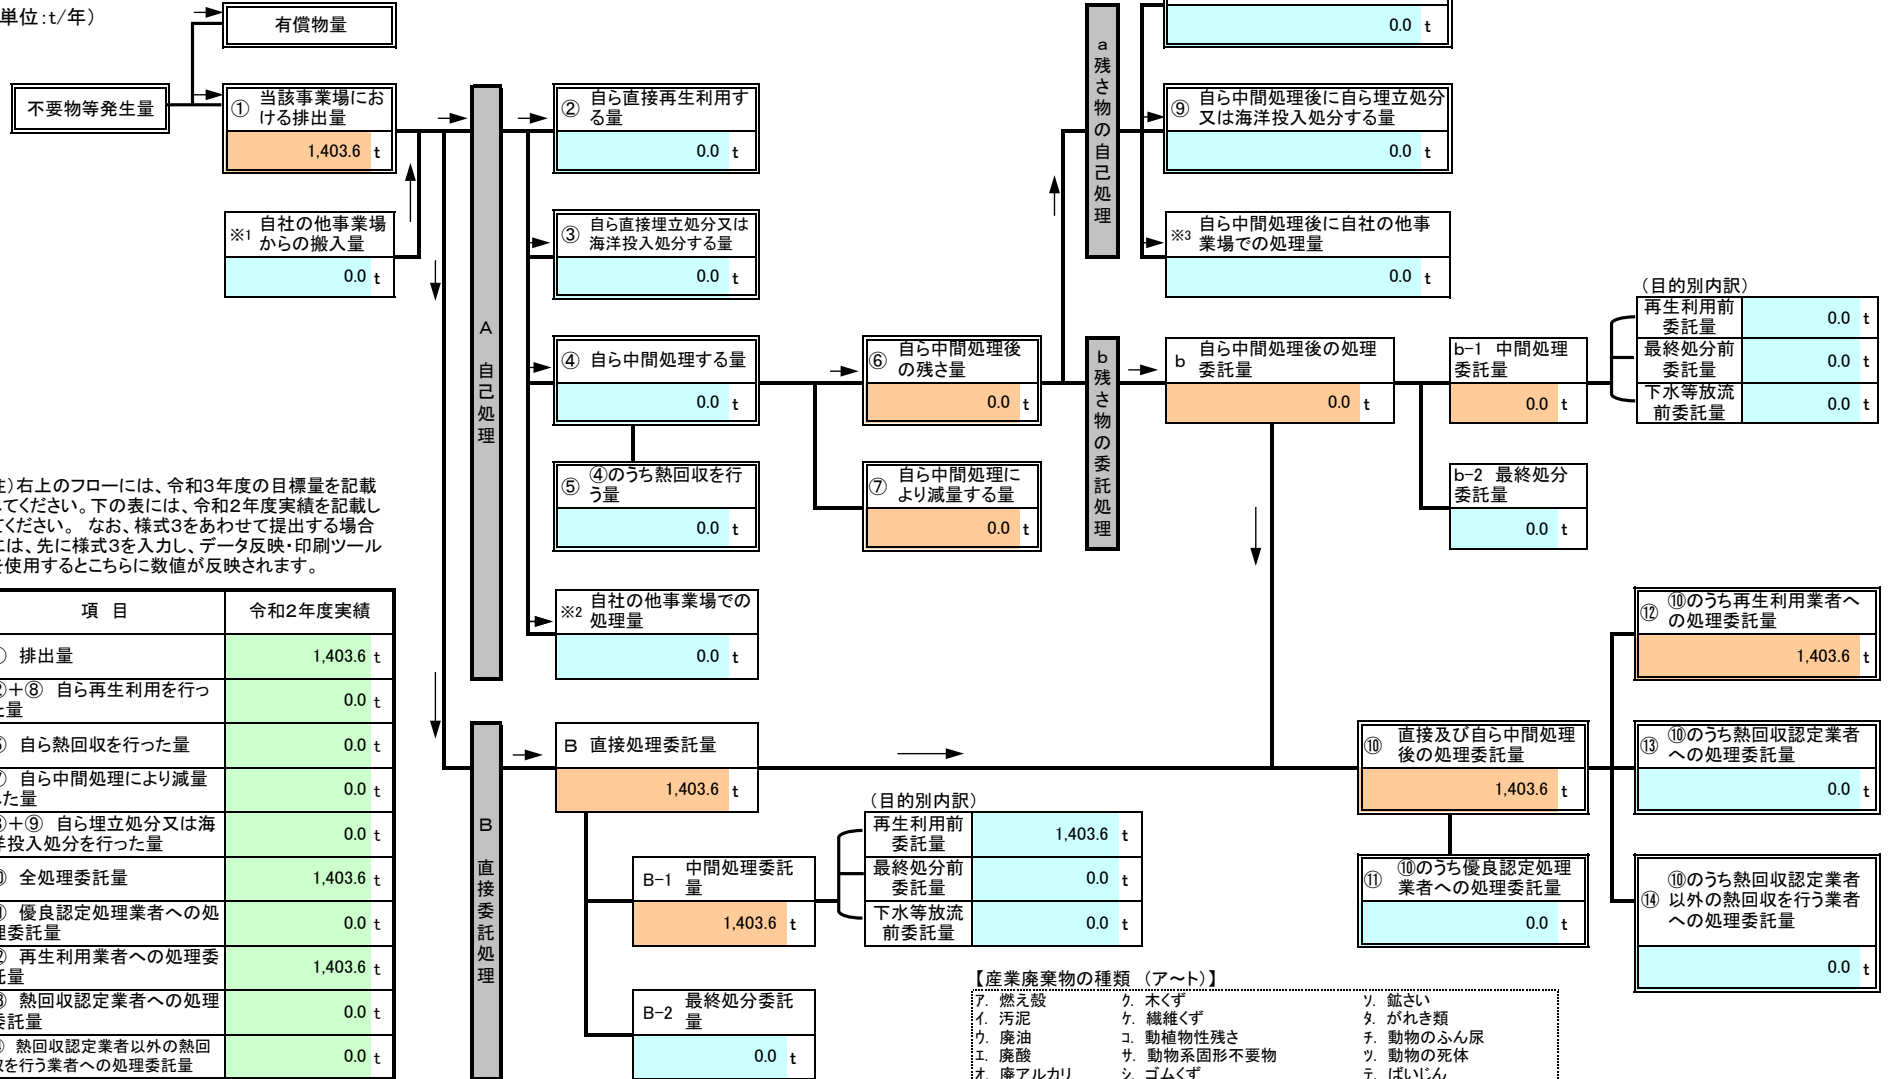 単位:t/年）
有償物量
不要物等発生量
① 当該事業場にお
ける排出量
1,403.6 t
※1 自社の他事業場
からの搬入量
0.0 t
A 自己処理
② 自ら直接再生利用す
る量
0.0 t
③ 自ら直接埋立処分又は
海洋投入処分する量
0.0 t
④ 自ら中間処理する量
0.0 t
⑤ ④のうち熱回収を行
う量
0.0 t
※2 自社の他事業場での
処理量
0.0 t
⑥ 自ら中間処理後
の残さ量
0.0 t
⑦ 自ら中間処理に
より減量する量
0.0 t
a 残さ物の自己処理
0.0 t
⑨ 自ら中間処理後に自ら埋立処分
又は海洋投入処分する量
0.0 t
※3 自ら中間処理後に自社の他事
業場での処理量
0.0 t
b 残さ物の委託処理
b 自ら中間処理後の処理
委託量
0.0 t
b-1 中間処理
委託量
0.0 t
（目的別内訳）
再生利用前
委託量
0.0 t
最終処分前
委託量
0.0 t
下水等放流
前委託量
0.0 t
b-2 最終処分
委託量
0.0 t
）右上のフローには、令和3年度の目標量を記載
してください。下の表には、令和2年度実績を記載し
てください。 なお、様式3をあわせて提出する場合
には、先に様式3を入力し、データ反映・印刷ツール
を使用するとこちらに数値が反映されます。
項 目 令和2年度実績
排出量 1,403.6 t
＋⑧ 自ら再生利用を行っ
た量 0.0 t
自ら熱回収を行った量 0.0 t
自ら中間処理により減量
した量 0.0 t
＋⑨ 自ら埋立処分又は海
洋投入処分を行った量 0.0 t
全処理委託量 1,403.6 t
優良認定処理業者への処
理委託量 0.0 t
再生利用業者への処理委
託量 1,403.6 t
熱回収認定業者への処理
委託量 0.0 t
熱回収認定業者以外の熱回
収を行う業者への処理委託量 0.0 t
B 直接委託処理
B 直接処理委託量
1,403.6 t
B-1 中間処理委託
量
1,403.6 t
（目的別内訳）
再生利用前
委託量
1,403.6 t
最終処分前
委託量
0.0 t
下水等放流
前委託量
0.0 t
B-2 最終処分委託
量
0.0 t
⑩ 直接及び自ら中間処理
後の処理委託量
1,403.6 t
⑪ ⑩のうち優良認定処理
業者への処理委託量
0.0 t
⑫ ⑩のうち再生利用業者へ
の処理委託量
1,403.6 t
⑬ ⑩のうち熱回収認定業者
への処理委託量
0.0 t
⑭ ⑩のうち熱回収認定業者
以外の熱回収を行う業者
への処理委託量
0.0 t
【産業廃棄物の種類 （ア～ト）】
ア. 燃え殻 ク. 木くず ソ. 鉱さい
イ. 汚泥 ケ. 繊維くず タ. がれき類
ウ. 廃油 コ. 動植物性残さ チ. 動物のふん尿
エ. 廃酸 サ. 動物系固形不要物 ツ. 動物の死体
オ. 廃アルカリ シ. ゴムくず テ. ばいじん